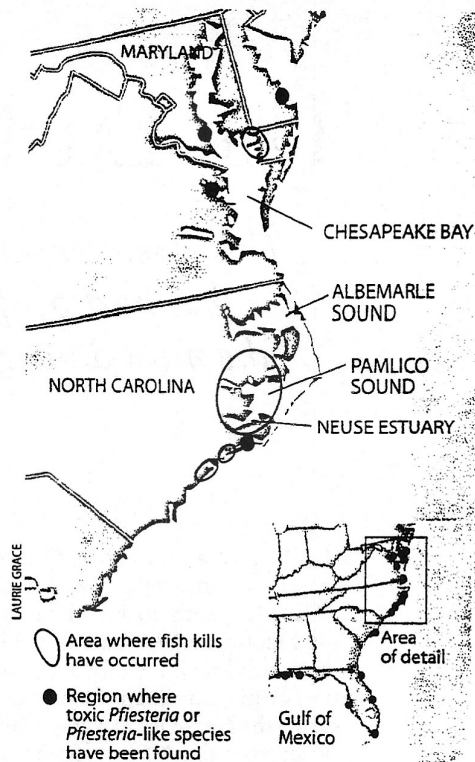 MARYLAND
CHESAPEAKE BAY
ALBEMARLE
SOUND
NORTH CAROLINA
PAMLICO
SOUND
NEUSE ESTUARY
LAURIE GRACE
Area where fish kills
have occurred
Region where
toxic Pfiesteria or
Pfiesteria-like species
have been found
Area
of detail
Gulf of
Mexico